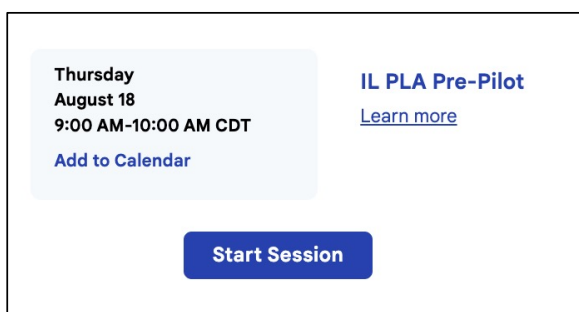 Thursday
August 18
9:00 AM-10:00 AM CDT
Add to Calendar
IL PLA Pre-Pilot
Learn more
Start Session